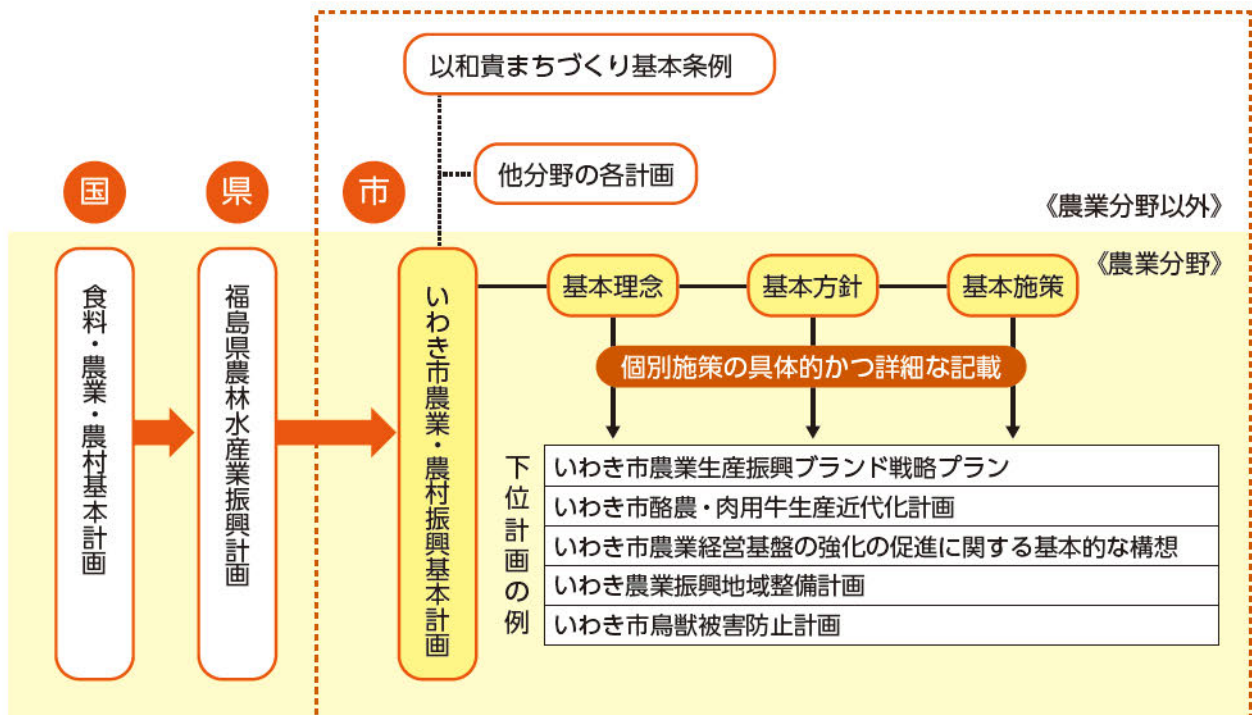 以和貴まちづくり基本条例
他分野の各計画
国
県
市
《農業分野以外》
《農業分野》
食料・農業・農村基本計画
福島県農林水産業振興計画
いわき市農業・農村振興基本計画
基本理念
基本方針
基本施策
個別施策の具体的かつ詳細な記載
下位計画の例
いわき市農業生産振興ブランド戦略プラン
いわき市酪農・肉用牛生産近代化計画
いわき市農業経営基盤の強化の促進に関する基本的な構想
いわき農業振興地域整備計画
いわき市鳥獣被害防止計画